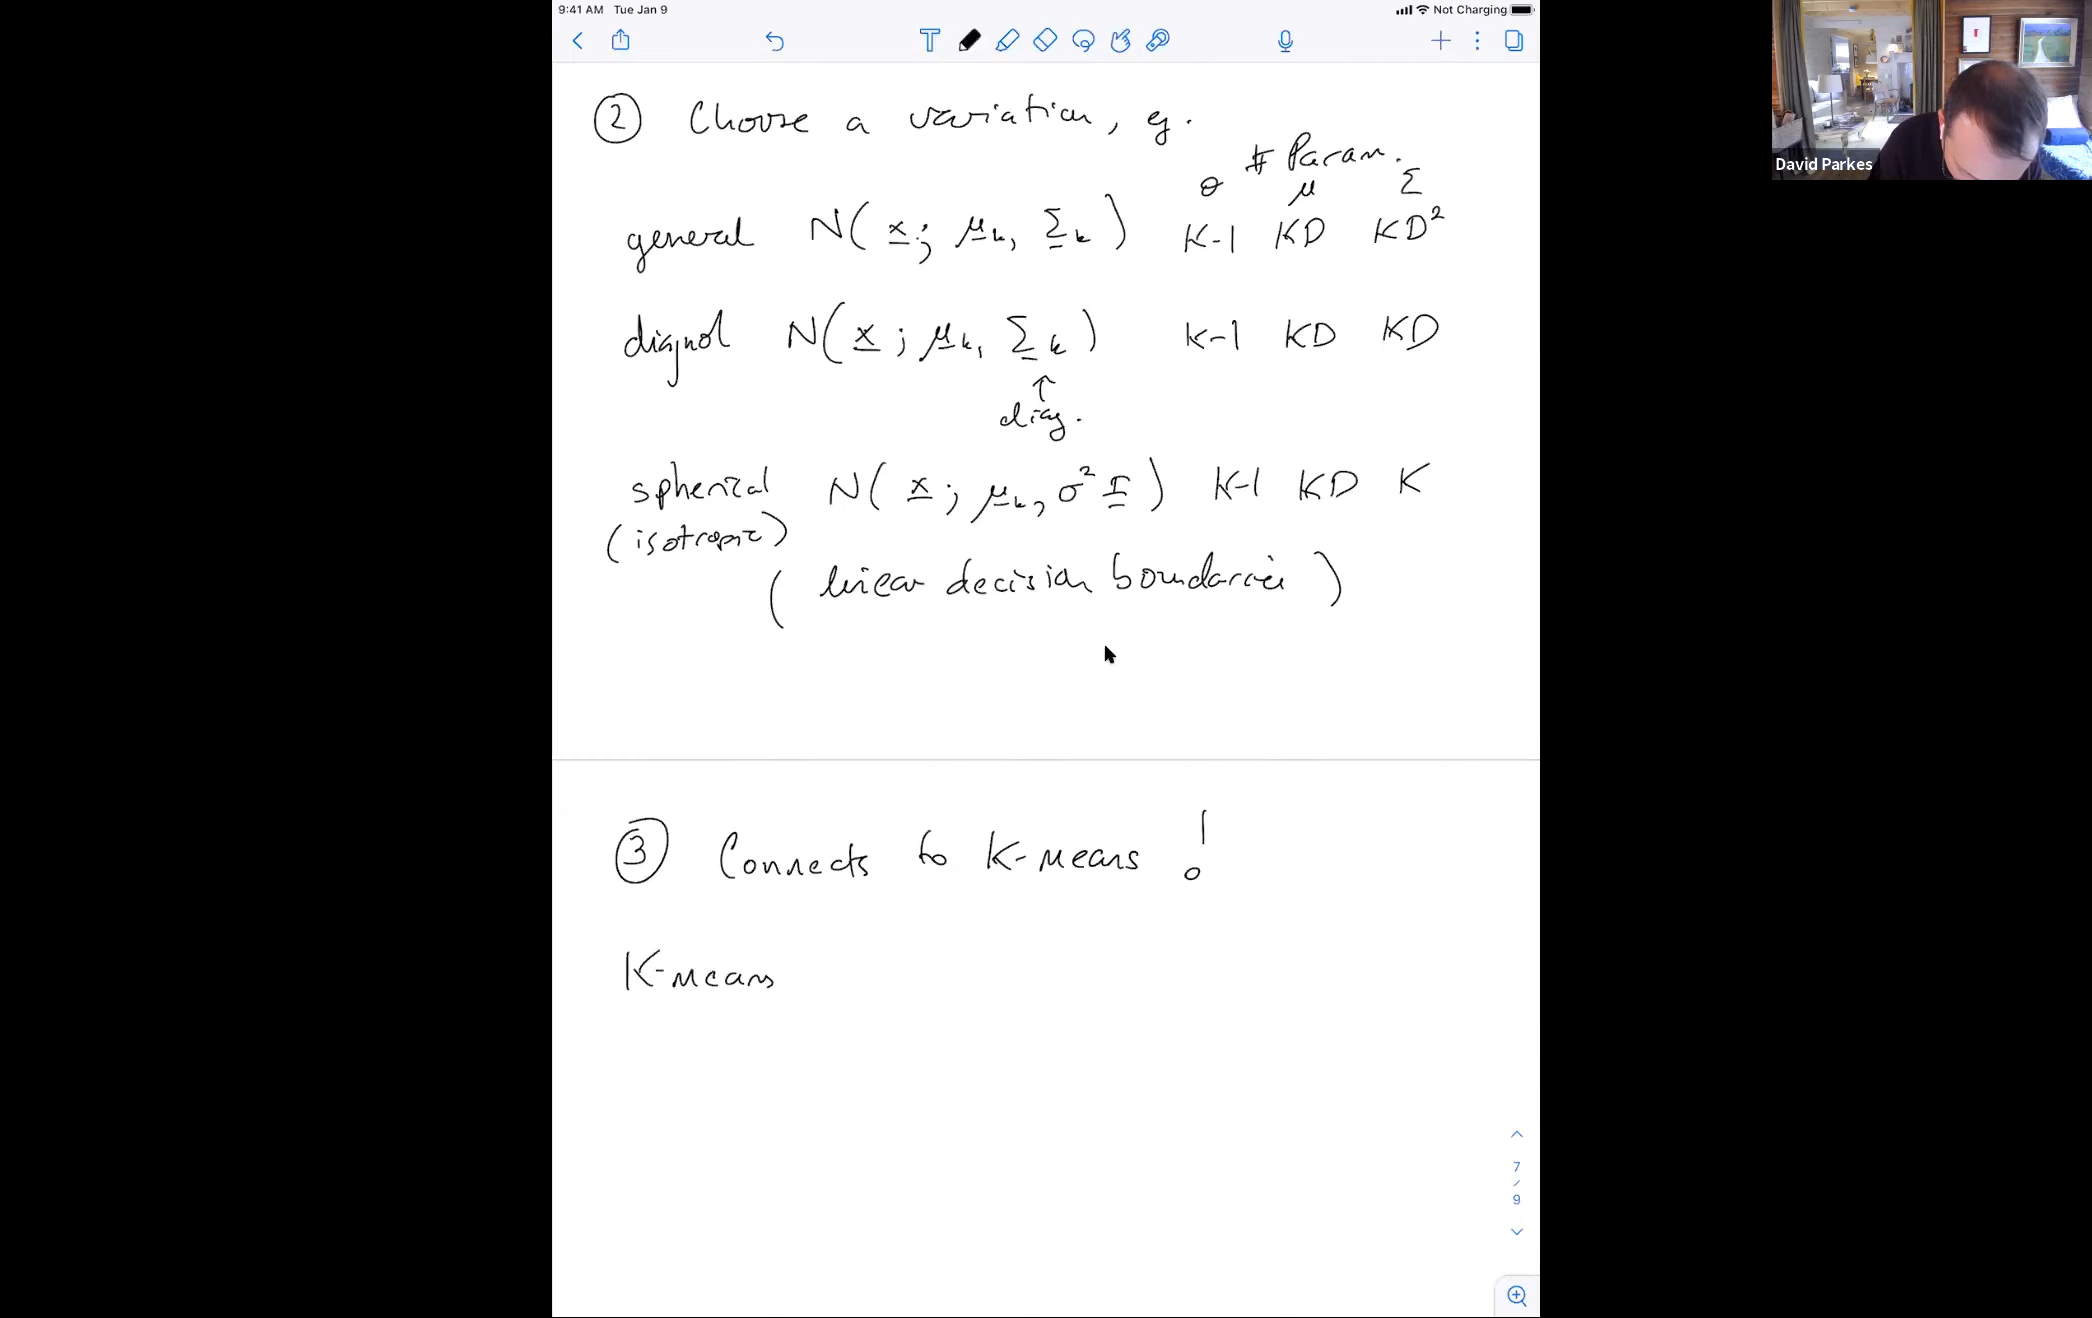 9:41 AM Tue Jan 9 Not Charging
② Choose a variation, eg.
# Param.
θ μ Σ
general N(x; μk, Σk) K-1 KD KD²
diagnol N(x; μk, Σk) K-1 KD KD
↑
diag.
spherical N(x; μk, σ²I) K-1 KD K
(isotropic)
(linear decision boundaries)
③ Connects to K-means !
K-means
7
/
9
David Parkes